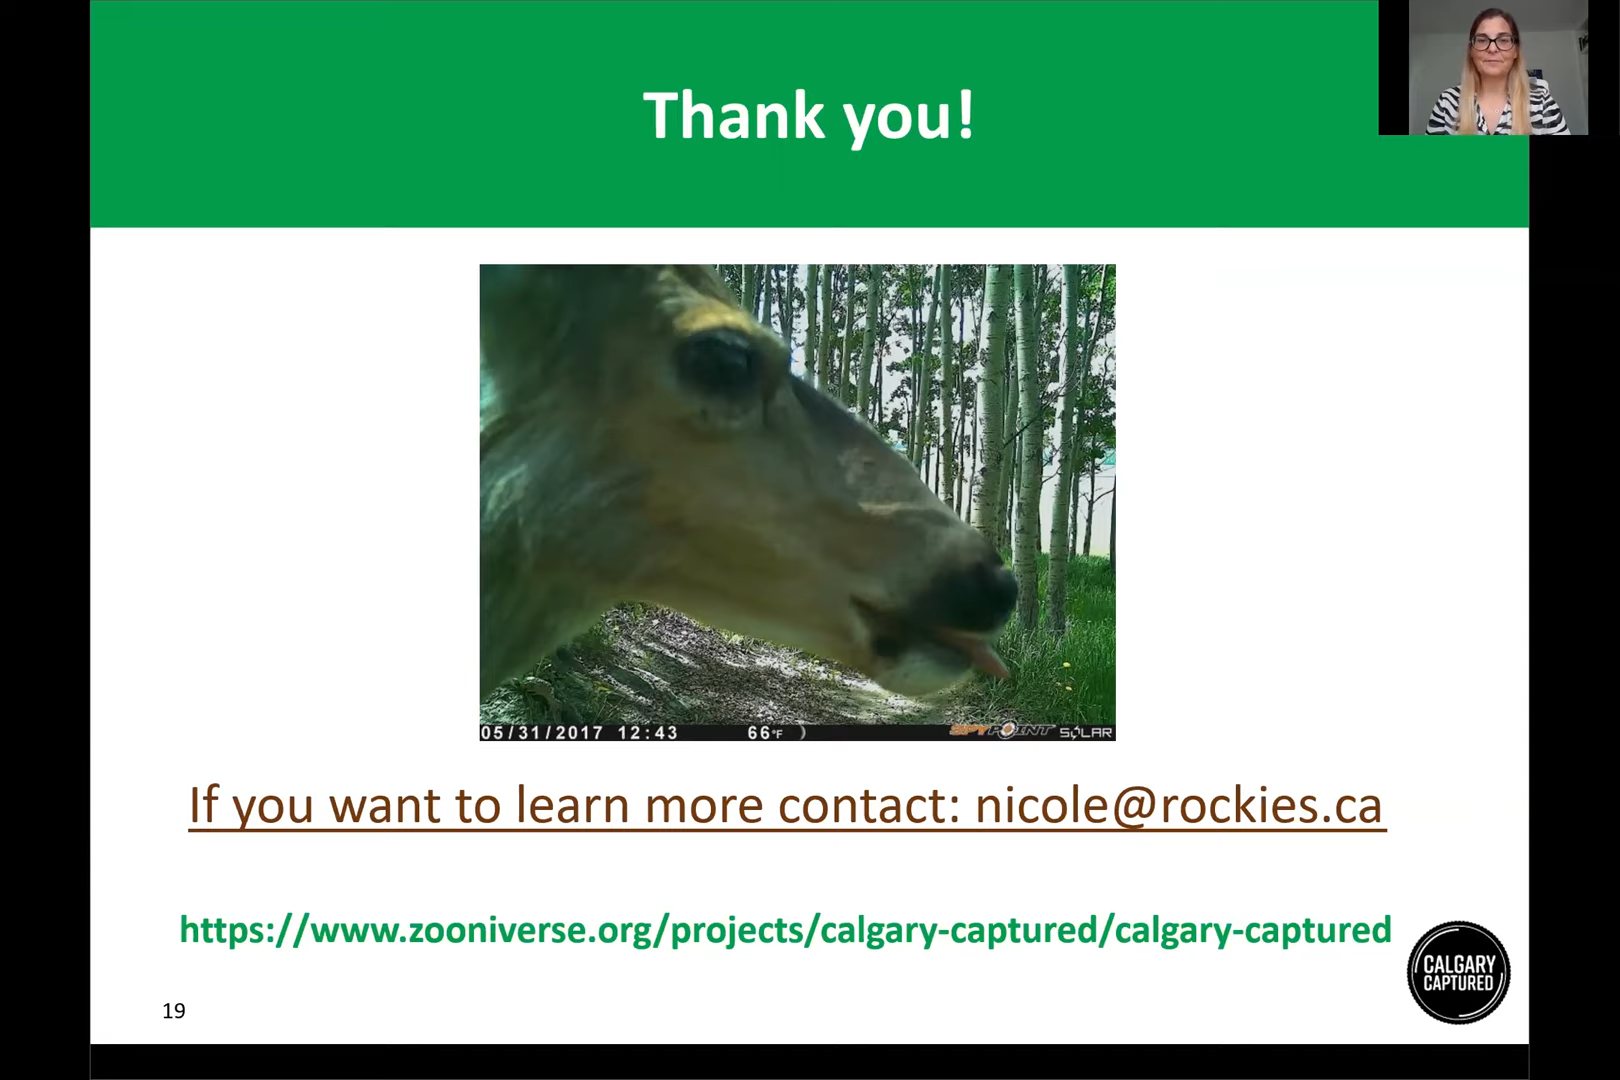 Thank you!
05/31/2017 12:43 66°F SPYPOINT SOLAR
If you want to learn more contact: nicole@rockies.ca
https://www.zooniverse.org/projects/calgary-captured/calgary-captured
CALGARY
CAPTURED
19